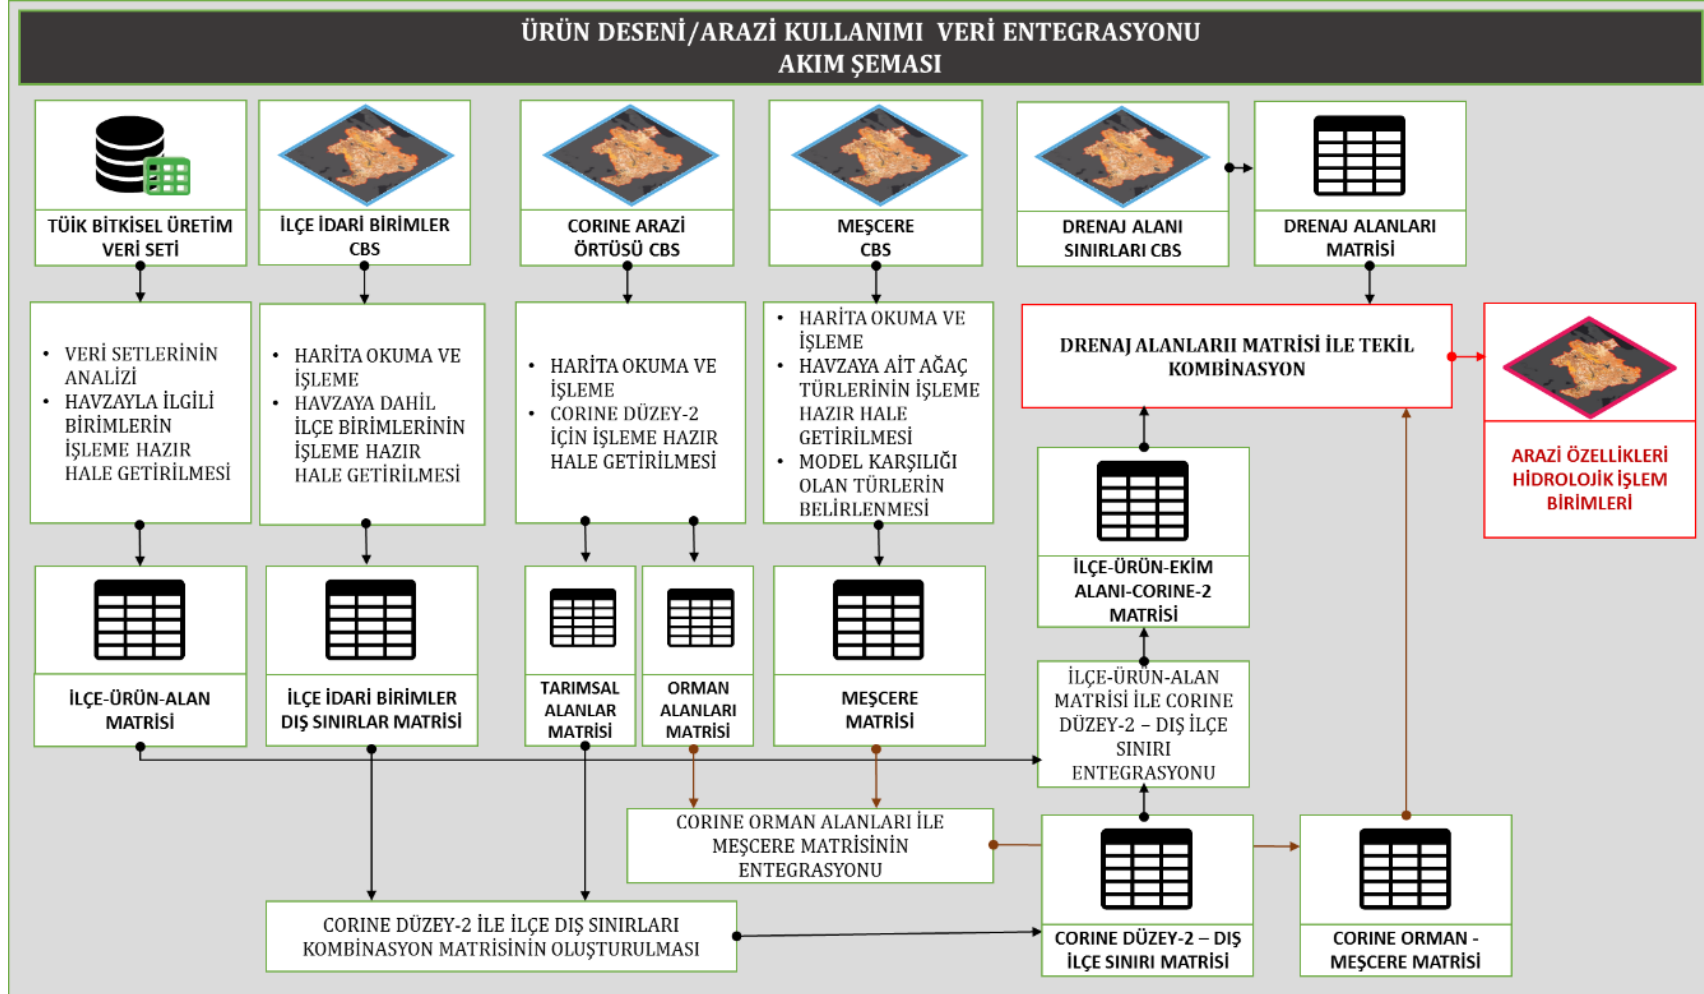 ÜRÜN DESENİ/ARAZİ KULLANIMI  VERİ ENTEGRASYONU
AKIM ŞEMASI
TÜİK BİTKİSEL ÜRETİM
VERİ SETİ
İLÇE İDARİ BİRİMLER
CBS
CORINE ARAZİ
ÖRTÜSÜ CBS
MEŞCERE
CBS
DRENAJ ALANI
SINIRLARI CBS
DRENAJ ALANLARI
MATRİSİ
• VERİ SETLERİNİN
ANALİZİ
• HAVZAYLA İLGİLİ
BİRİMLERİN
İŞLEME HAZIR
HALE GETİRİLMESİ
• HARİTA OKUMA VE
İŞLEME
• HAVZAYA DAHİL
İLÇE BİRİMLERİNİN
İŞLEME HAZIR
HALE GETİRİLMESİ
• HARİTA OKUMA VE
İŞLEME
• CORINE DÜZEY-2
İÇİN İŞLEME HAZIR
HALE GETİRİLMESİ
• HARİTA OKUMA VE
İŞLEME
• HAVZAYA AİT AĞAÇ
TÜRLERİNİN İŞLEME
HAZIR HALE
GETİRİLMESİ
• MODEL KARŞILIĞI
OLAN TÜRLERİN
BELİRLENMESİ
DRENAJ ALANLARII MATRİSİ İLE TEKİL
KOMBİNASYON
ARAZİ ÖZELLİKLERİ
HİDROLOJİK İŞLEM
BİRİMLERİ
İLÇE-ÜRÜN-ALAN
MATRİSİ
İLÇE İDARİ BİRİMLER
DIŞ SINIRLAR MATRİSİ
TARIMSAL
ALANLAR
MATRİSİ
ORMAN
ALANLARI
MATRİSİ
MEŞCERE
MATRİSİ
İLÇE-ÜRÜN-EKİM
ALANI-CORINE-2
MATRİSİ
İLÇE-ÜRÜN-ALAN
MATRİSİ İLE CORINE
DÜZEY-2 – DIŞ İLÇE
SINIRI
ENTEGRASYONU
CORINE ORMAN ALANLARI İLE
MEŞCERE MATRİSİNİN
ENTEGRASYONU
CORINE DÜZEY-2 İLE İLÇE DIŞ SINIRLARI
KOMBİNASYON MATRİSİNİN OLUŞTURULMASI
CORINE DÜZEY-2 – DIŞ
İLÇE SINIRI MATRİSİ
CORINE ORMAN -
MEŞCERE MATRİSİ